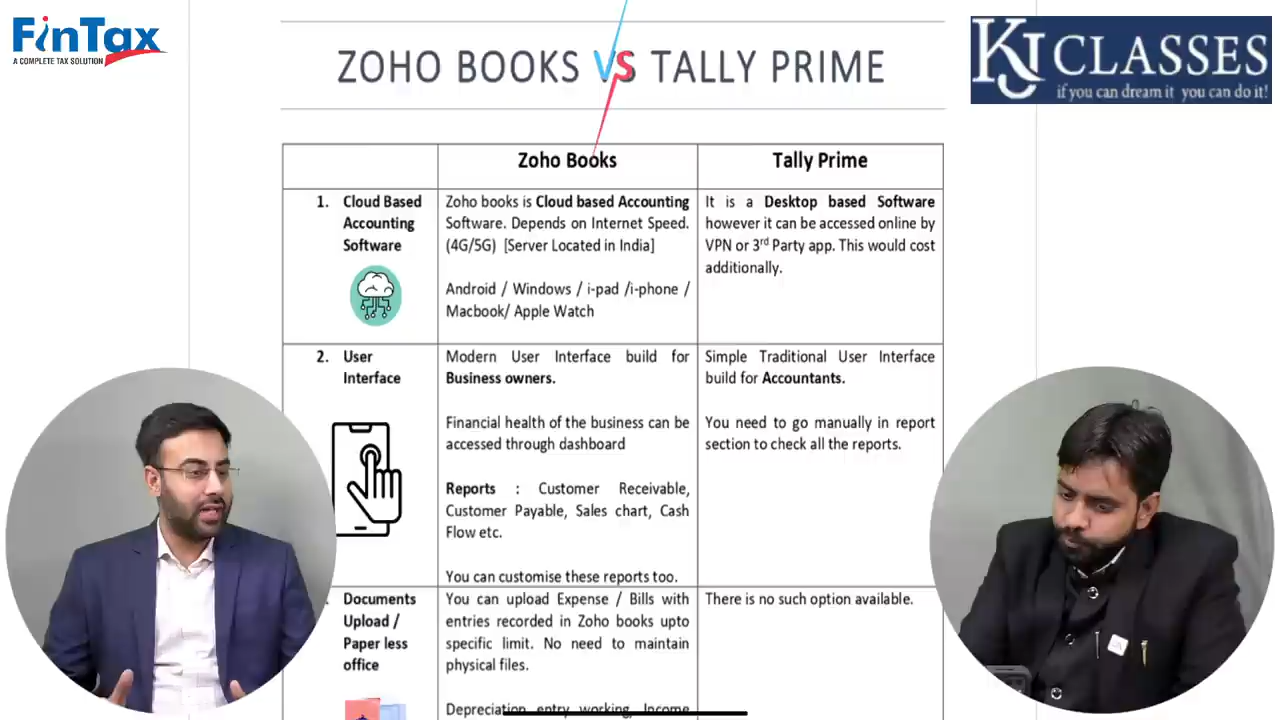 FinTax
A COMPLETE TAX SOLUTION
ZOHO BOOKS VS TALLY PRIME
KJ CLASSES
if you can dream it you can do it!
Zoho Books
Tally Prime
1. Cloud Based
Accounting
Software
Zoho books is Cloud based Accounting
Software. Depends on Internet Speed.
(4G/5G) [Server Located in India]
Android / Windows / i-pad /i-phone /
Macbook/ Apple Watch
It is a Desktop based Software
however it can be accessed online by
VPN or 3rd Party app. This would cost
additionally.
2. User
Interface
Modern User Interface build for
Business owners.
Financial health of the business can be
accessed through dashboard
Reports : Customer Receivable,
Customer Payable, Sales chart, Cash
Flow etc.
You can customise these reports too.
Simple Traditional User Interface
build for Accountants.
You need to go manually in report
section to check all the reports.
Documents
Upload /
Paper less
office
You can upload Expense / Bills with
entries recorded in Zoho books upto
specific limit. No need to maintain
physical files.
Depreciation entry working, Income
There is no such option available.